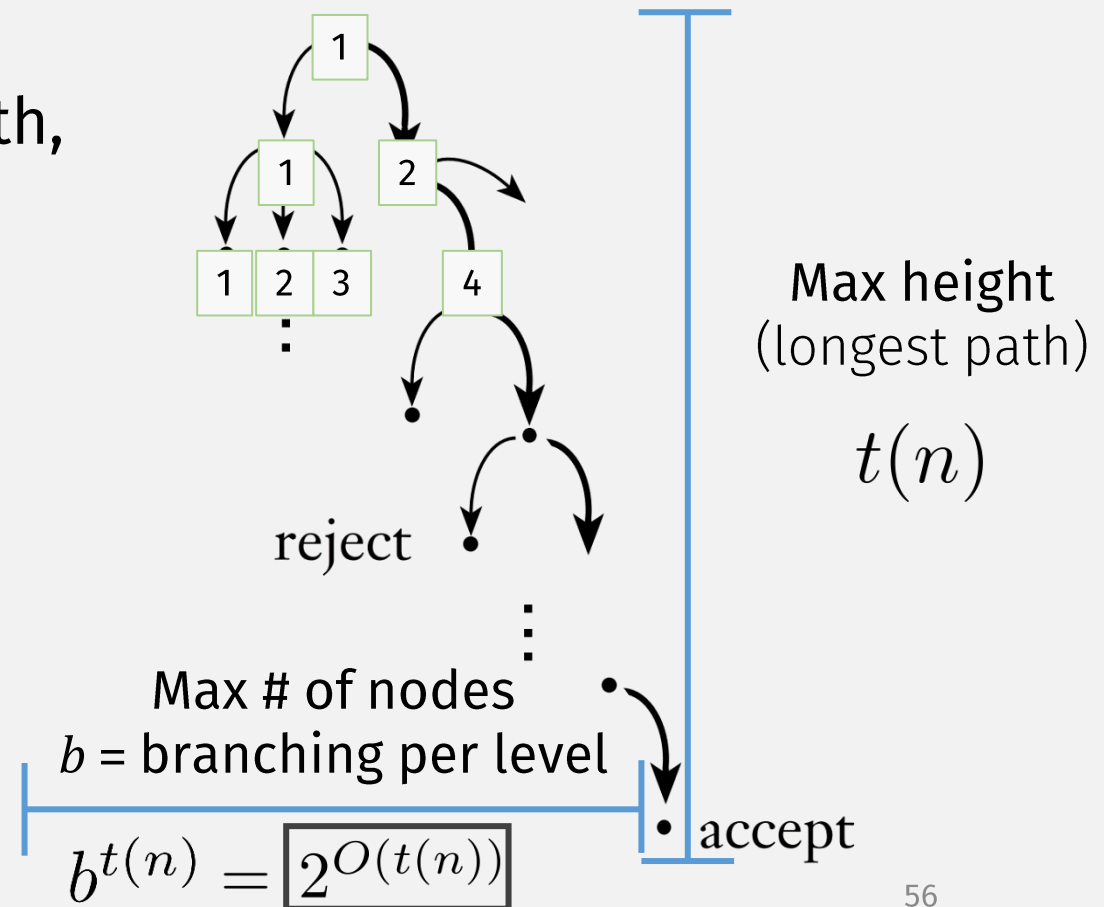 1
th,
1 2
1 2 3 4
Max height
(longest path)
t(n)
reject
Max # of nodes
b = branching per level
accept
b^{t(n)} = 2^{O(t(n))}
56